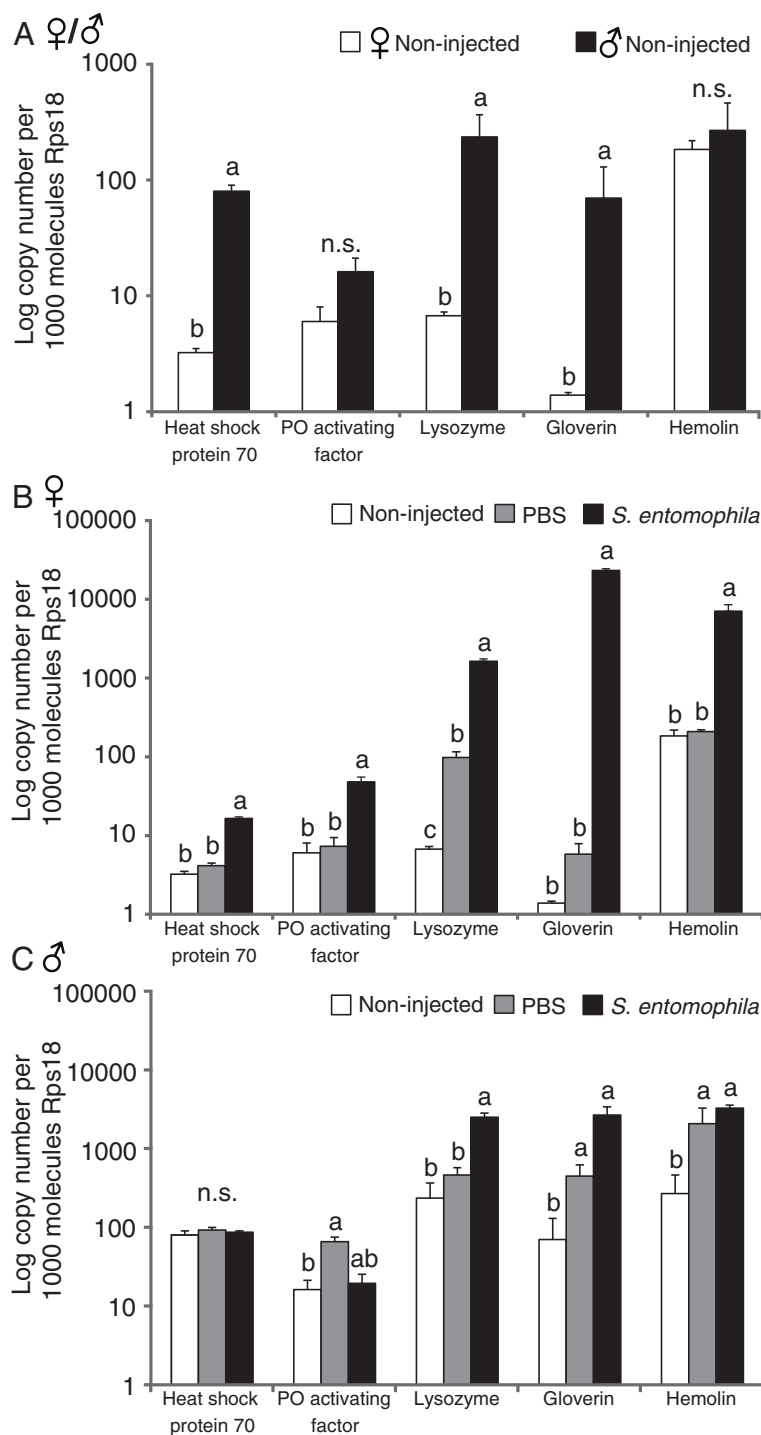 A ♀/♂
♀ Non-injected ♂ Non-injected
Log copy number per
1000 molecules Rps18
1000
100
10
1
b a
n.s.
b a
b a
n.s.
Heat shock
protein 70
PO activating
factor
Lysozyme
Gloverin
Hemolin
B ♀
Non-injected PBS S. entomophila
Log copy number per
1000 molecules Rps18
100000
10000
1000
100
10
1
b b a
b b a
c b a
b b a
b b a
Heat shock
protein 70
PO activating
factor
Lysozyme
Gloverin
Hemolin
C ♂
Non-injected PBS S. entomophila
Log copy number per
1000 molecules Rps18
100000
10000
1000
100
10
1
n.s.
b a ab
b b a
b a a
b a a
Heat shock
protein 70
PO activating
factor
Lysozyme
Gloverin
Hemolin